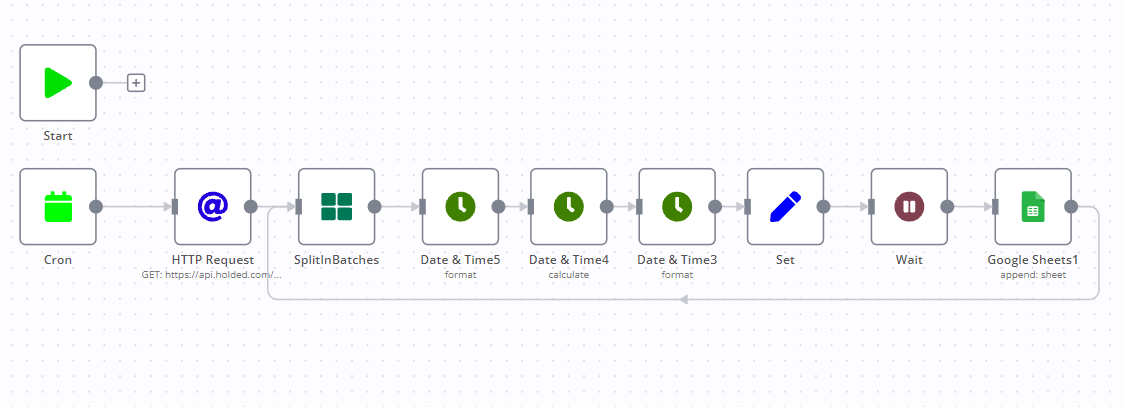 Start
Cron
HTTP Request
GET: https://api.holded.com/...
SplitInBatches
Date & Time5
format
Date & Time4
calculate
Date & Time3
format
Set
Wait
Google Sheets1
append: sheet